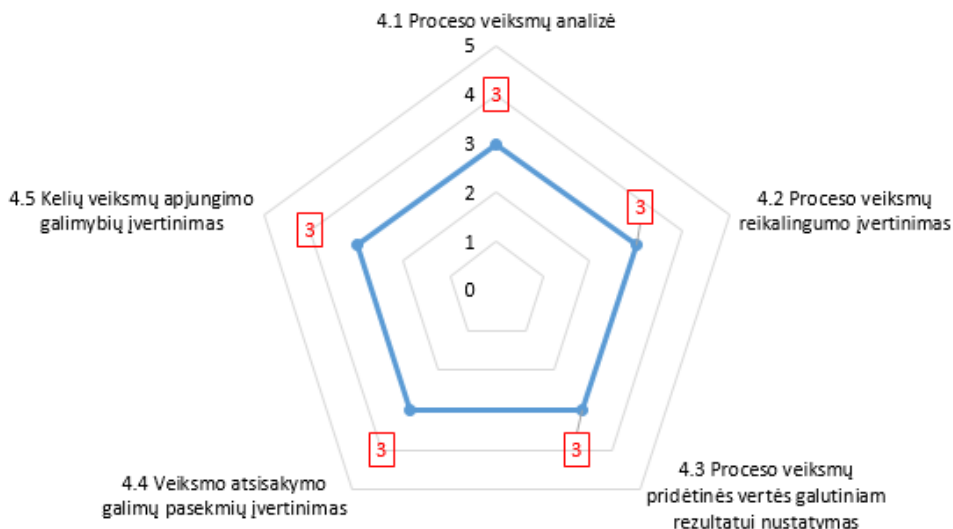 4.1 Proceso veiksmų analizė
5
4
3
3
2
1
0
4.5 Kelių veiksmų apjungimo
galimybių įvertinimas
3
3
4.2 Proceso veiksmų
reikalingumo įvertinimas
3
3
4.4 Veiksmo atsisakymo
galimų pasekmių įvertinimas
4.3 Proceso veiksmų
pridėtinės vertės galutiniam
rezultatui nustatymas